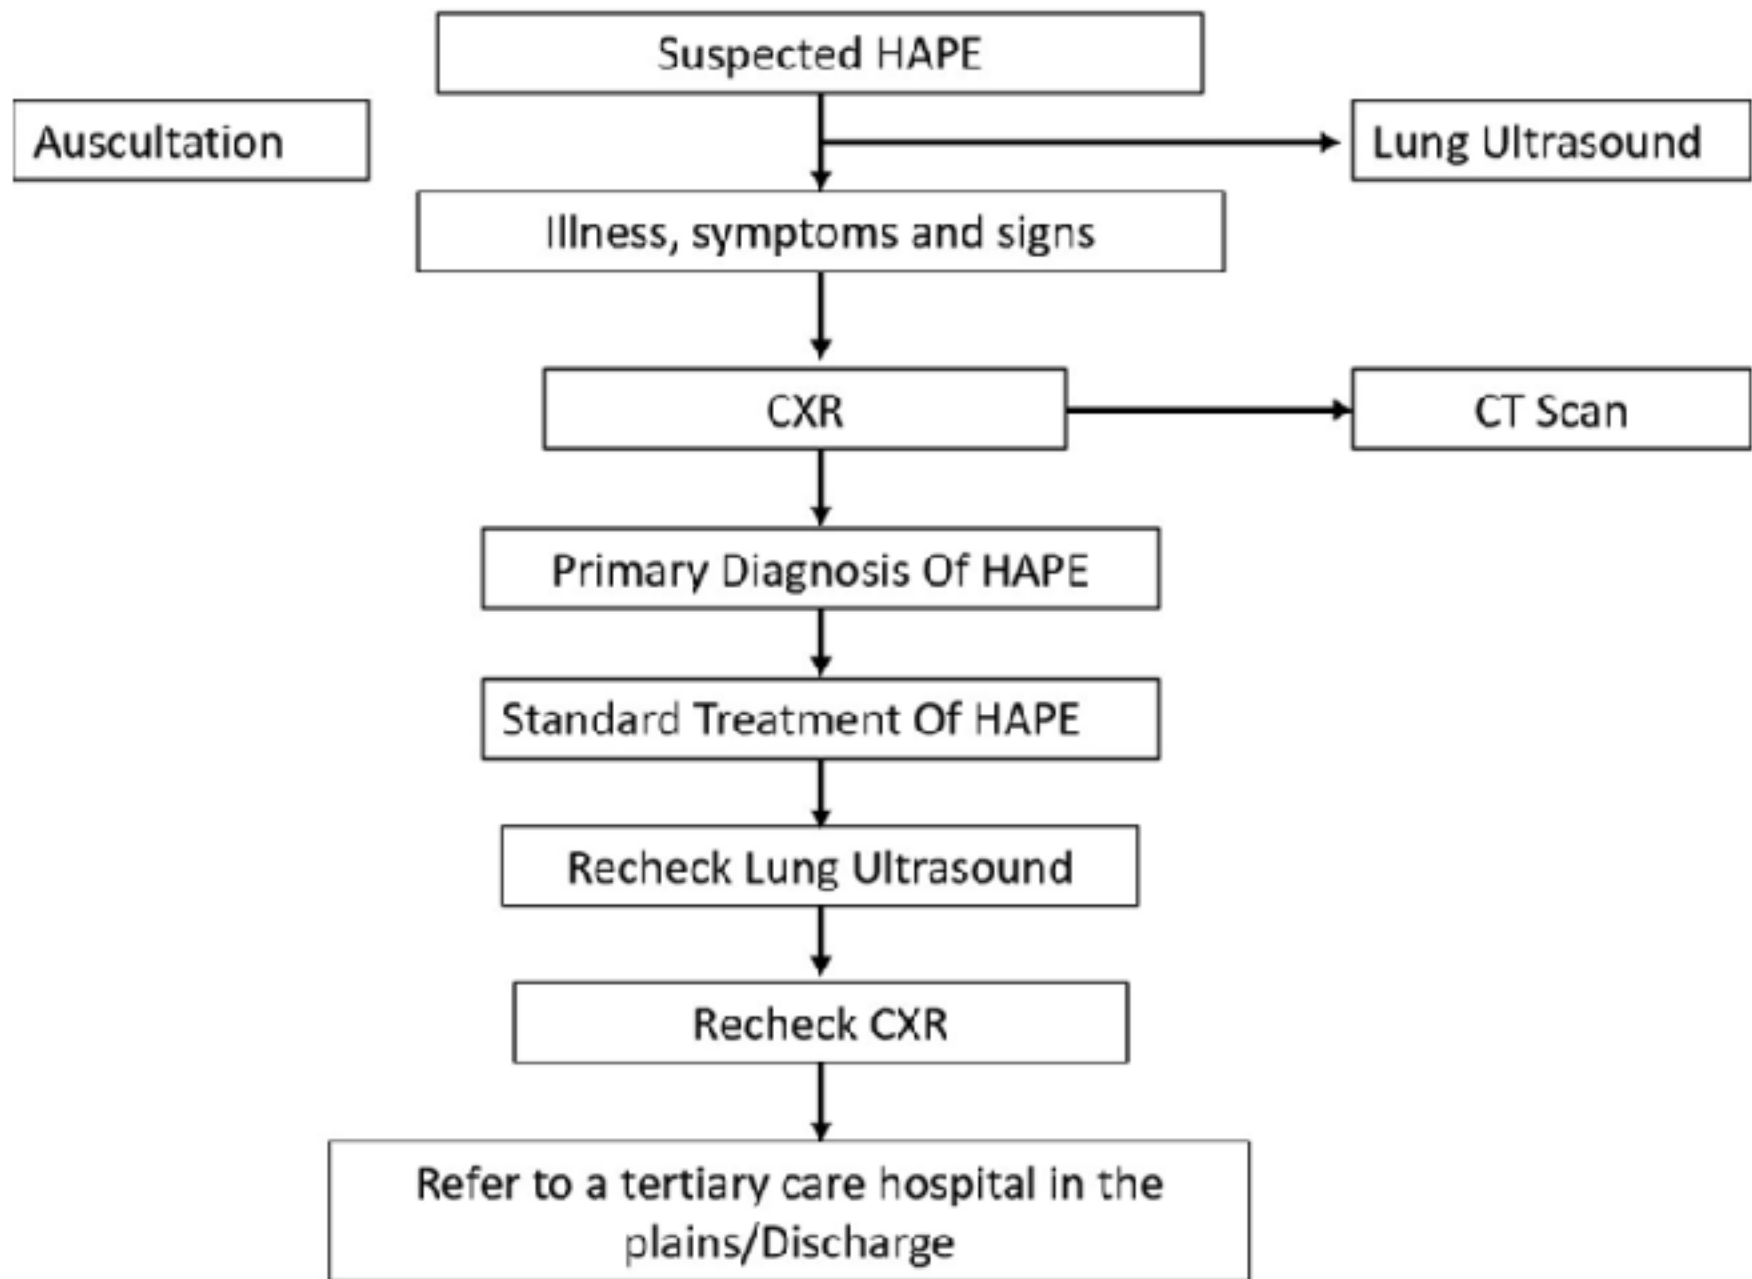 Suspected HAPE
Auscultation
Lung Ultrasound
Illness, symptoms and signs
CXR
CT Scan
Primary Diagnosis Of HAPE
Standard Treatment Of HAPE
Recheck Lung Ultrasound
Recheck CXR
Refer to a tertiary care hospital in the
plains/Discharge